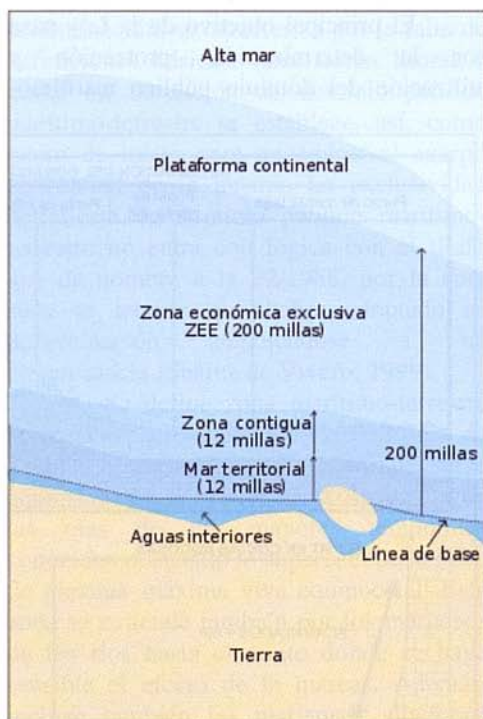 Alta mar
Plataforma continental
Zona económica exclusiva
ZEE (200 millas)
Zona contigua
(12 millas)
200 millas
Mar territorial
(12 millas)
Aguas interiores
Línea de base
Tierra